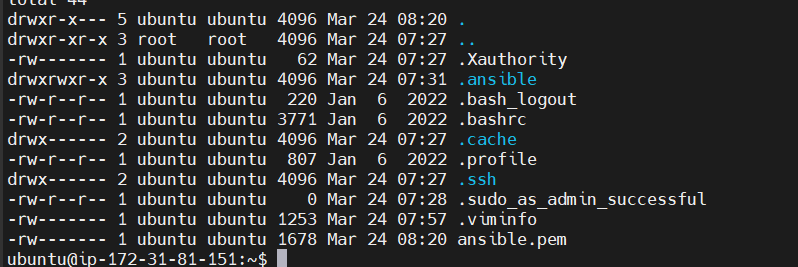 total 44
drwxr-x--- 5 ubuntu ubuntu 4096 Mar 24 08:20 .
drwxr-xr-x 3 root   root   4096 Mar 24 07:27 ..
-rw------- 1 ubuntu ubuntu   62 Mar 24 07:27 .Xauthority
drwxrwxr-x 3 ubuntu ubuntu 4096 Mar 24 07:31 .ansible
-rw-r--r-- 1 ubuntu ubuntu  220 Jan  6  2022 .bash_logout
-rw-r--r-- 1 ubuntu ubuntu 3771 Jan  6  2022 .bashrc
drwx------ 2 ubuntu ubuntu 4096 Mar 24 07:27 .cache
-rw-r--r-- 1 ubuntu ubuntu  807 Jan  6  2022 .profile
drwx------ 2 ubuntu ubuntu 4096 Mar 24 07:27 .ssh
-rw-r--r-- 1 ubuntu ubuntu    0 Mar 24 07:28 .sudo_as_admin_successful
-rw------- 1 ubuntu ubuntu 1253 Mar 24 07:57 .viminfo
-rw------- 1 ubuntu ubuntu 1678 Mar 24 08:20 ansible.pem
ubuntu@ip-172-31-81-151:~$